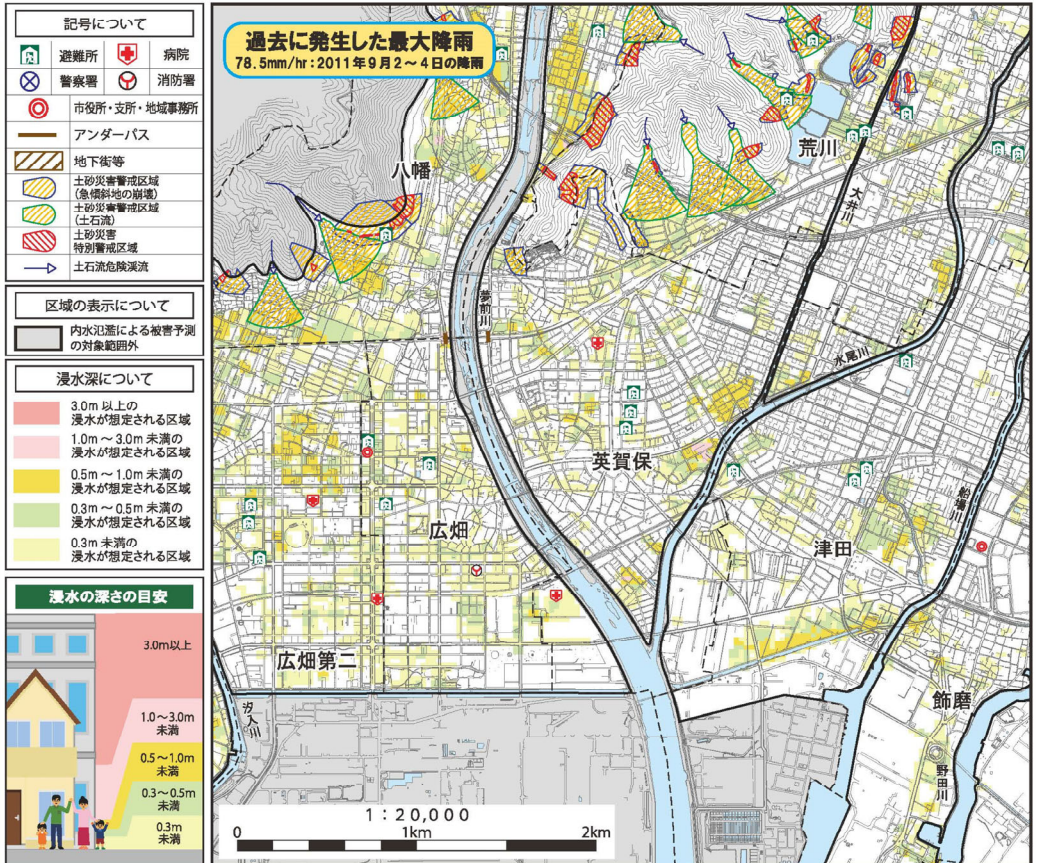 記号について
避難所
病院
警察署
消防署
市役所・支所・地域事務所
アンダーパス
地下街等
土砂災害警戒区域
(急傾斜地の崩壊)
土砂災害警戒区域
(土石流)
土砂災害
特別警戒区域
土石流危険渓流
区域の表示について
内水氾濫による被害予測
の対象範囲外
浸水深について
3.0m 以上の
浸水が想定される区域
1.0m ～ 3.0m 未満の
浸水が想定される区域
0.5m ～ 1.0m 未満の
浸水が想定される区域
0.3m ～ 0.5m 未満の
浸水が想定される区域
0.3m 未満の
浸水が想定される区域
浸水の深さの目安
3.0m以上
1.0～3.0m
未満
0.5～1.0m
未満
0.3～0.5m
未満
0.3m
未満
過去に発生した最大降雨
78.5mm/hr：2011年9月2～4日の降雨
八幡
荒川
大井川
夢前川
水尾川
英賀保
広畑
津田
船場川
広畑第二
汐入川
飾磨
野田川
1：20,000
0
1km
2km